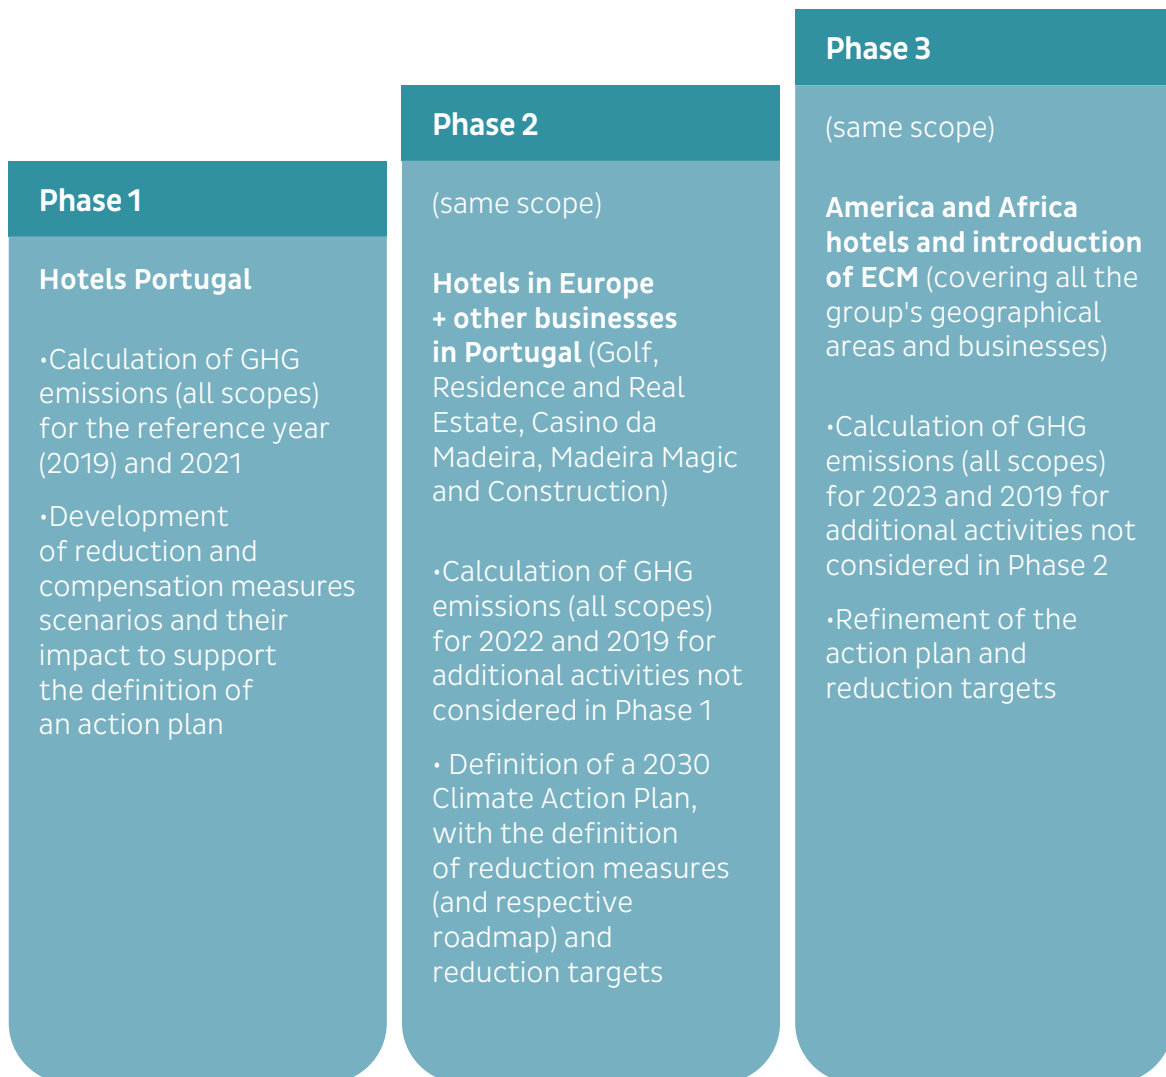 Phase 1
Hotels Portugal
•Calculation of GHG
emissions (all scopes)
for the reference year
(2019) and 2021
•Development
of reduction and
compensation measures
scenarios and their
impact to support
the definition of
an action plan
Phase 2
(same scope)
Hotels in Europe
+ other businesses
in Portugal (Golf,
Residence and Real
Estate, Casino da
Madeira, Madeira Magic
and Construction)
•Calculation of GHG
emissions (all scopes)
for 2022 and 2019 for
additional activities not
considered in Phase 1
• Definition of a 2030
Climate Action Plan,
with the definition
of reduction measures
(and respective
roadmap) and
reduction targets
Phase 3
(same scope)
America and Africa
hotels and introduction
of ECM (covering all the
group's geographical
areas and businesses)
•Calculation of GHG
emissions (all scopes)
for 2023 and 2019 for
additional activities not
considered in Phase 2
•Refinement of the
action plan and
reduction targets